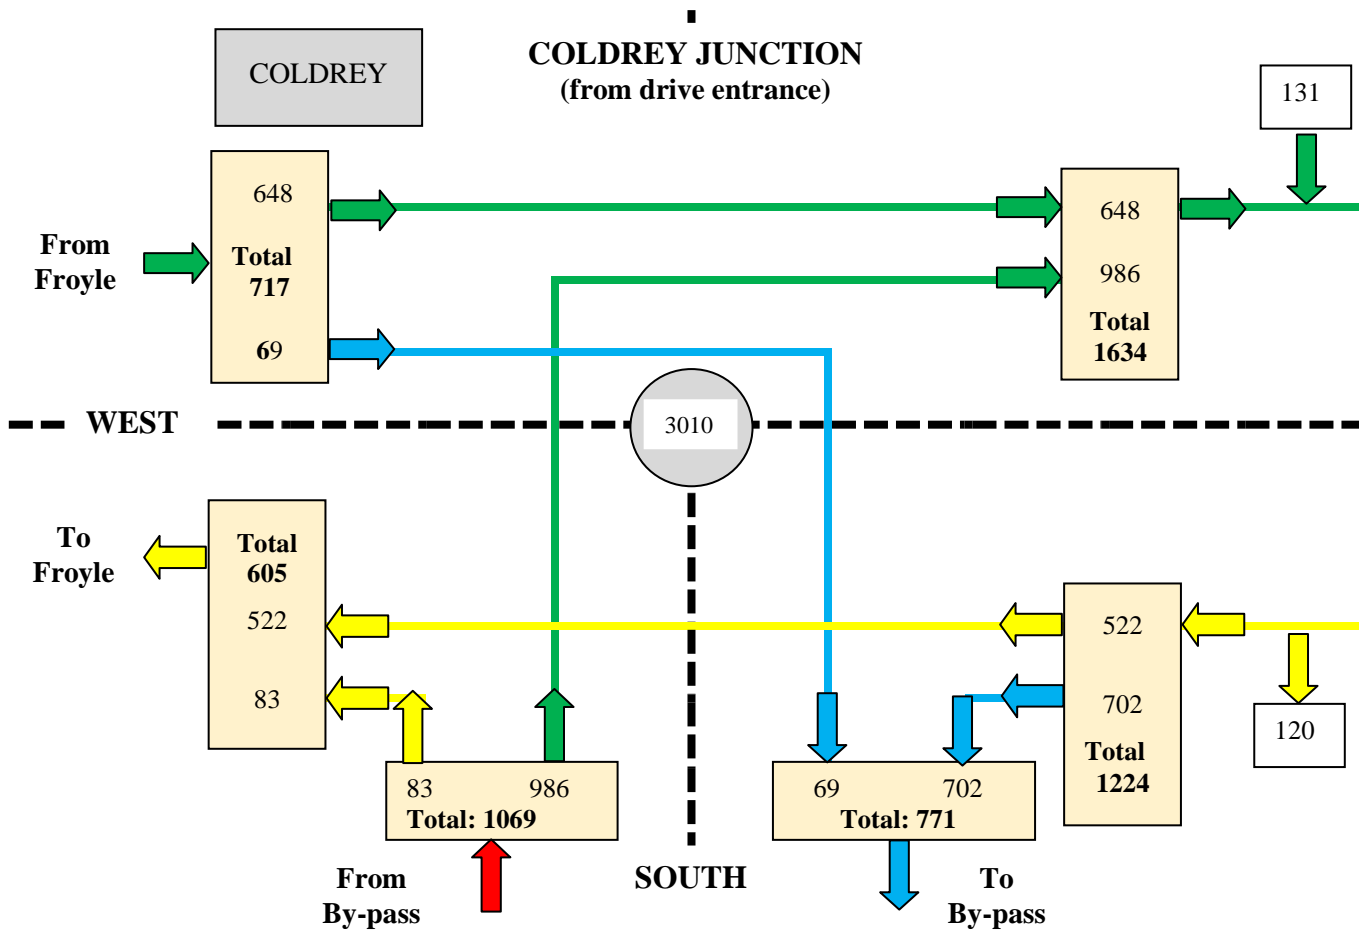 COLDREY
COLDREY JUNCTION
(from drive entrance)
131
From
Froyle
648
Total
717
69
648
986
Total
1634
WEST
3010
To
Froyle
Total
605
522
83
522
702
Total
1224
120
83 986
Total: 1069
69 702
Total: 771
From
By-pass
SOUTH
To
By-pass